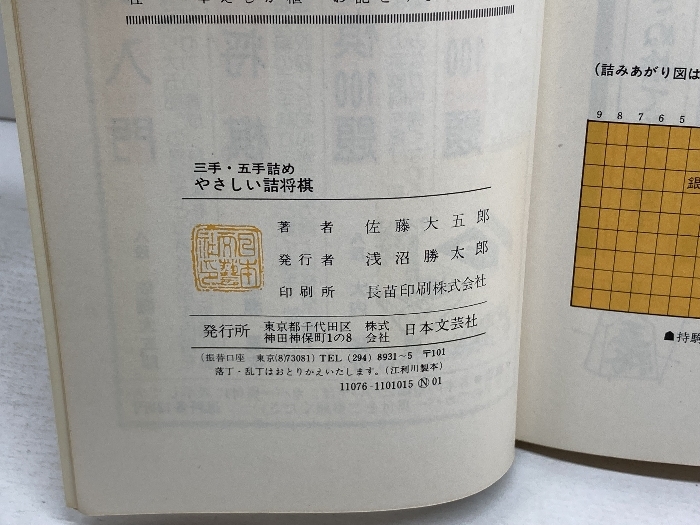 三手・五手詰め
やさしい詰将棋
著者 佐藤大五郎
発行者 浅沼勝太郎
印刷所 長苗印刷株式会社
発行所 東京都千代田区神田神保町1の8 株式会社 日本文芸社
(振替口座 東京(8)73081) TEL (294) 8931~5 〒101
落丁・乱丁はおとりかえいたします。(江利川製本)
11076-1101015 Ⓝ 01
(詰みあがり図は
9 8 7 6 5
銀
☗持駒